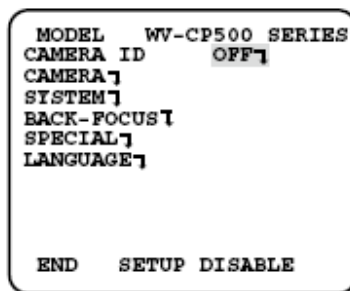 MODEL WV-CP500 SERIES
CAMERA ID OFF↴
CAMERA↴
SYSTEM↴
BACK-FOCUS↴
SPECIAL↴
LANGUAGE↴
END SETUP DISABLE